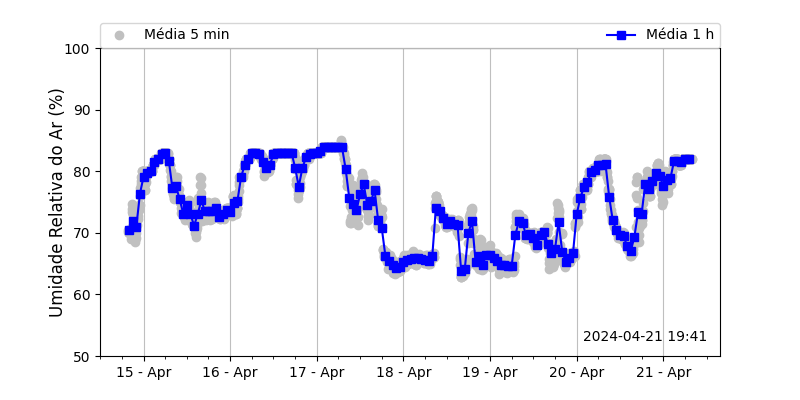 Média 5 min
Média 1 h
Umidade Relativa do Ar (%)
100
90
80
70
60
50
2024-04-21 19:41
15 - Apr
16 - Apr
17 - Apr
18 - Apr
19 - Apr
20 - Apr
21 - Apr